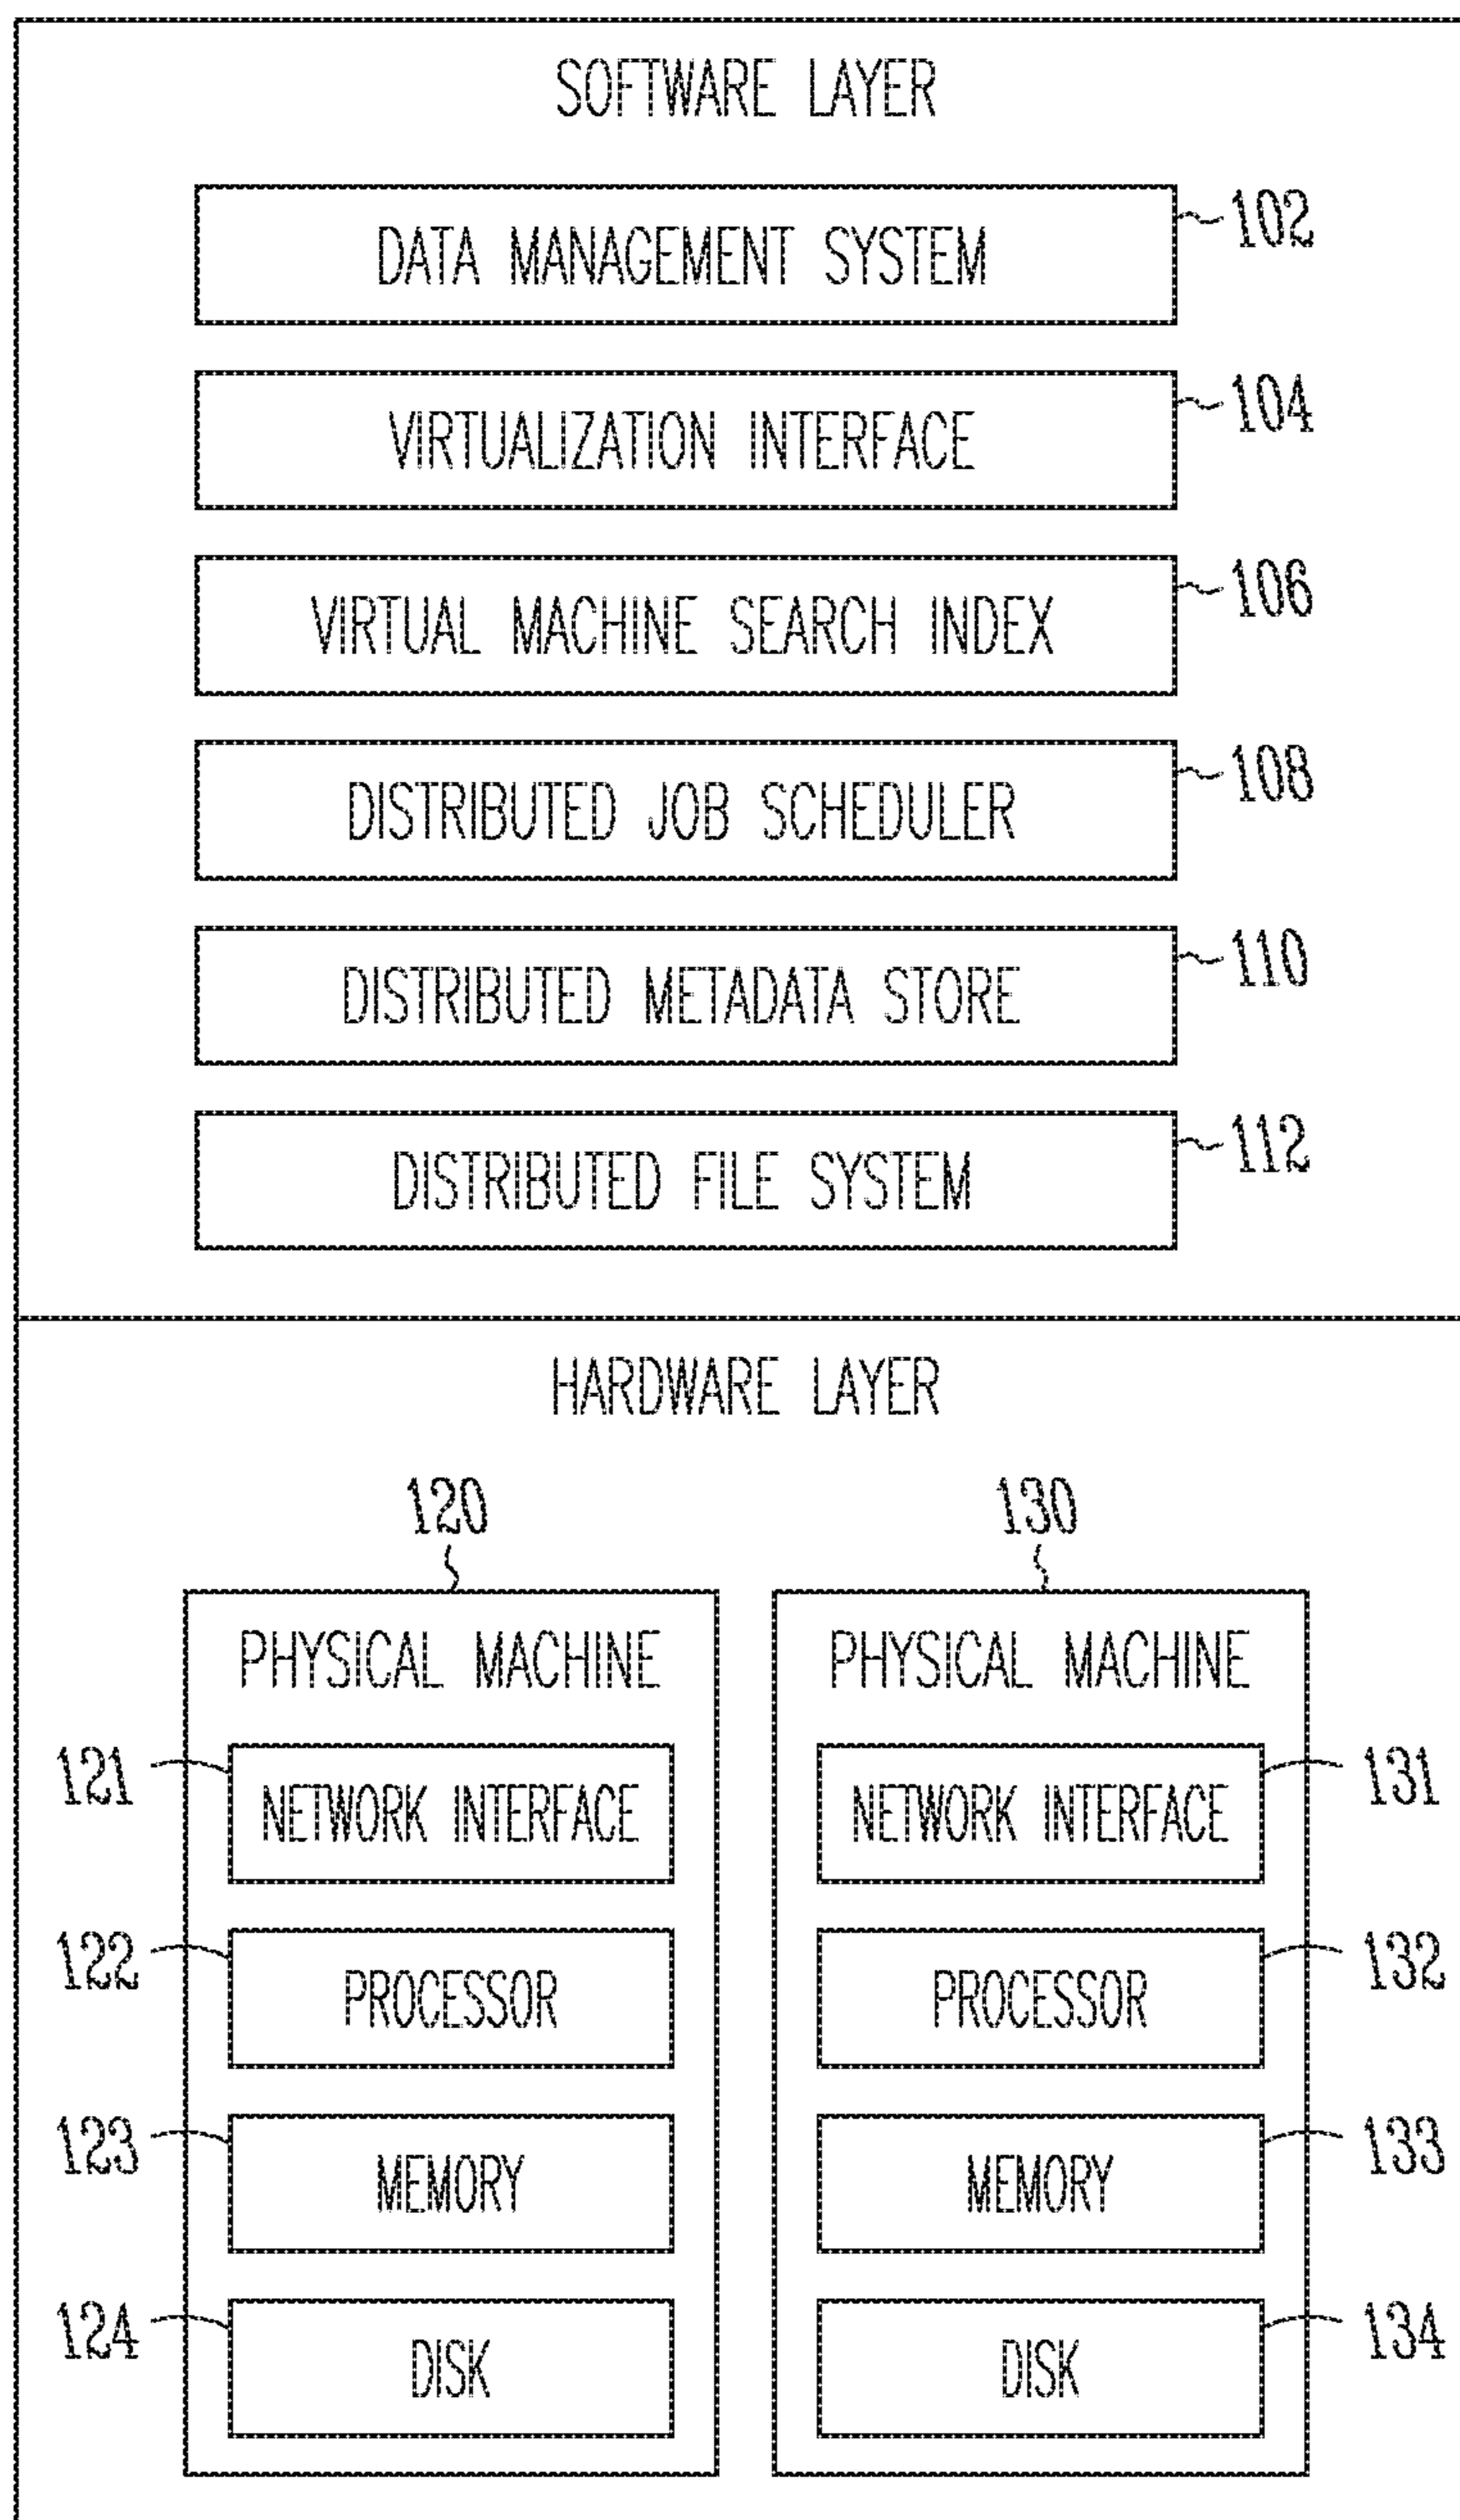 SOFTWARE LAYER
DATA MANAGEMENT SYSTEM
102
VIRTUALIZATION INTERFACE
104
VIRTUAL MACHINE SEARCH INDEX
106
DISTRIBUTED JOB SCHEDULER
108
DISTRIBUTED METADATA STORE
110
DISTRIBUTED FILE SYSTEM
112
HARDWARE LAYER
120
130
PHYSICAL MACHINE
PHYSICAL MACHINE
121
NETWORK INTERFACE
NETWORK INTERFACE
131
122
PROCESSOR
PROCESSOR
132
123
MEMORY
MEMORY
133
124
DISK
DISK
134